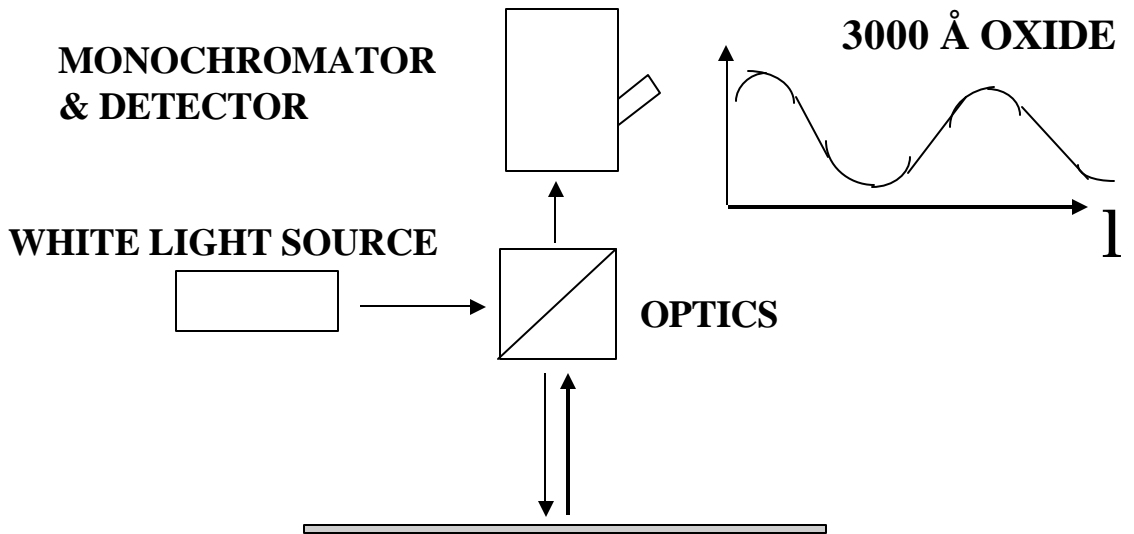 3000 Å OXIDE
MONOCHROMATOR
& DETECTOR
l
WHITE LIGHT SOURCE
OPTICS